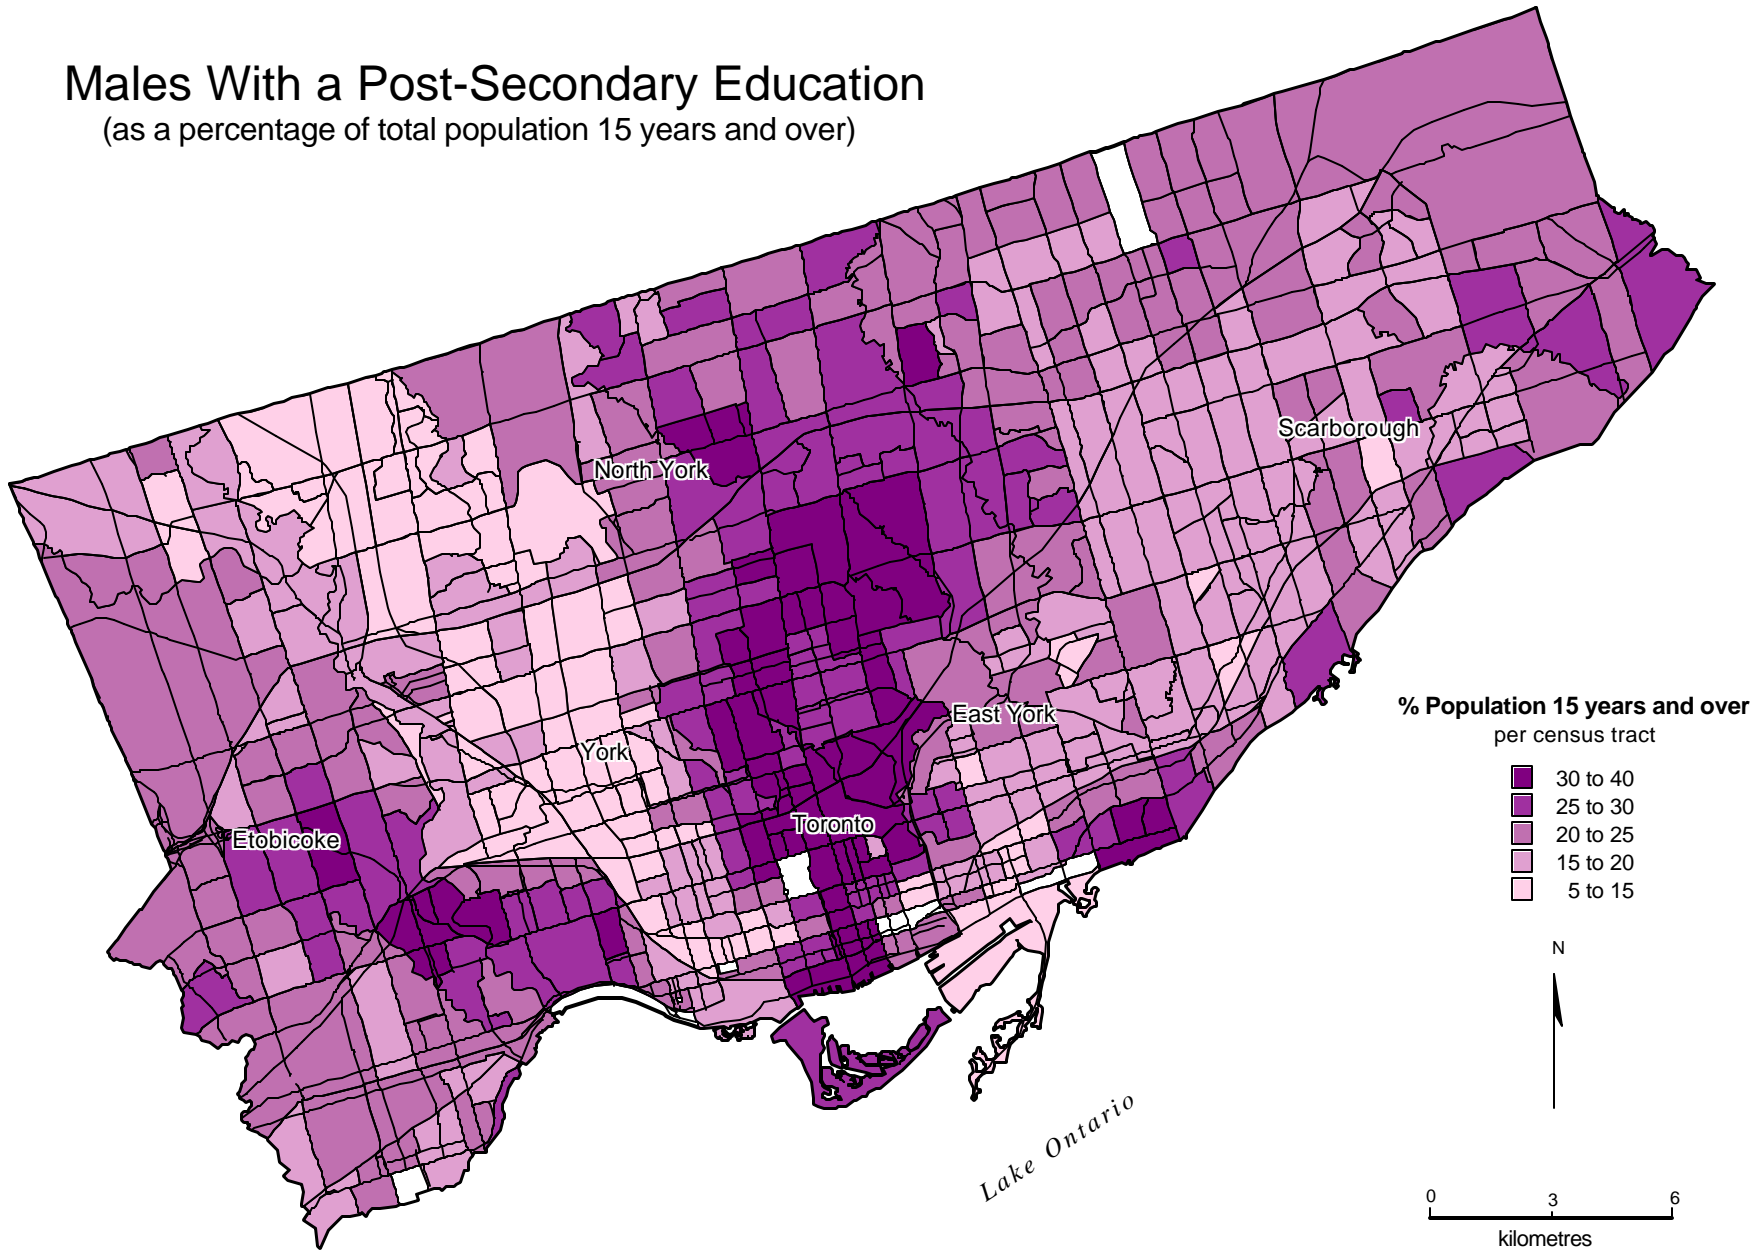 Males With a Post-Secondary Education
(as a percentage of total population 15 years and over)
Scarborough
North York
East York
York
Toronto
Etobicoke
% Population 15 years and over
per census tract
30 to 40
25 to 30
20 to 25
15 to 20
5 to 15
N
Lake Ontario
0 3 6
kilometres